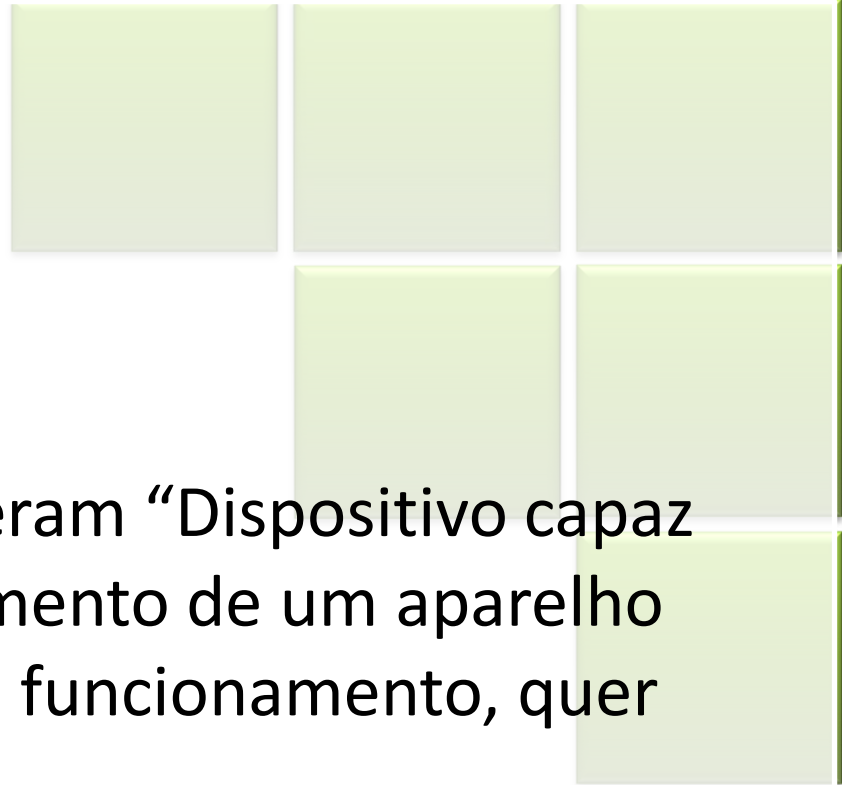 eram “Dispositivo capaz
mento de um aparelho
funcionamento, quer